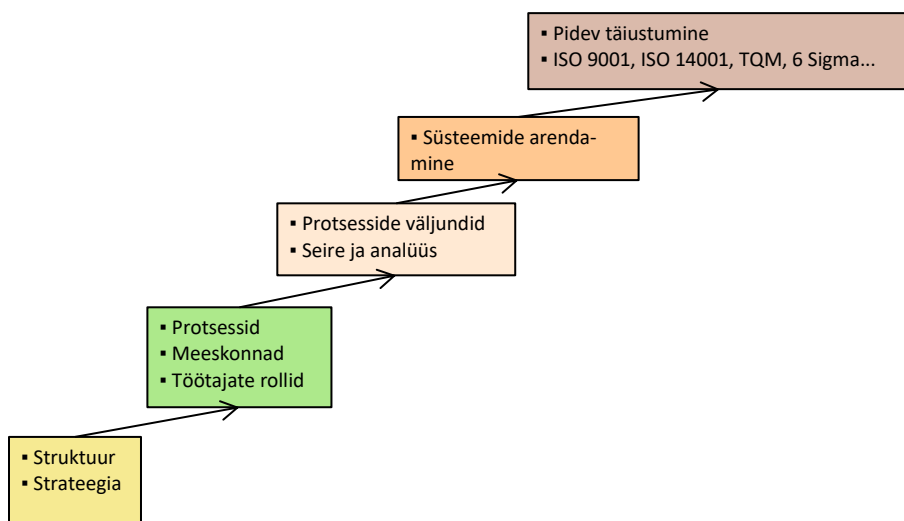 ▪ Pidev täiustumine
▪ ISO 9001, ISO 14001, TQM, 6 Sigma...
▪ Süsteemide arenda-
mine
▪ Protsesside väljundid
▪ Seire ja analüüs
▪ Protsessid
▪ Meeskonnad
▪ Töötajate rollid
▪ Struktuur
▪ Strateegia